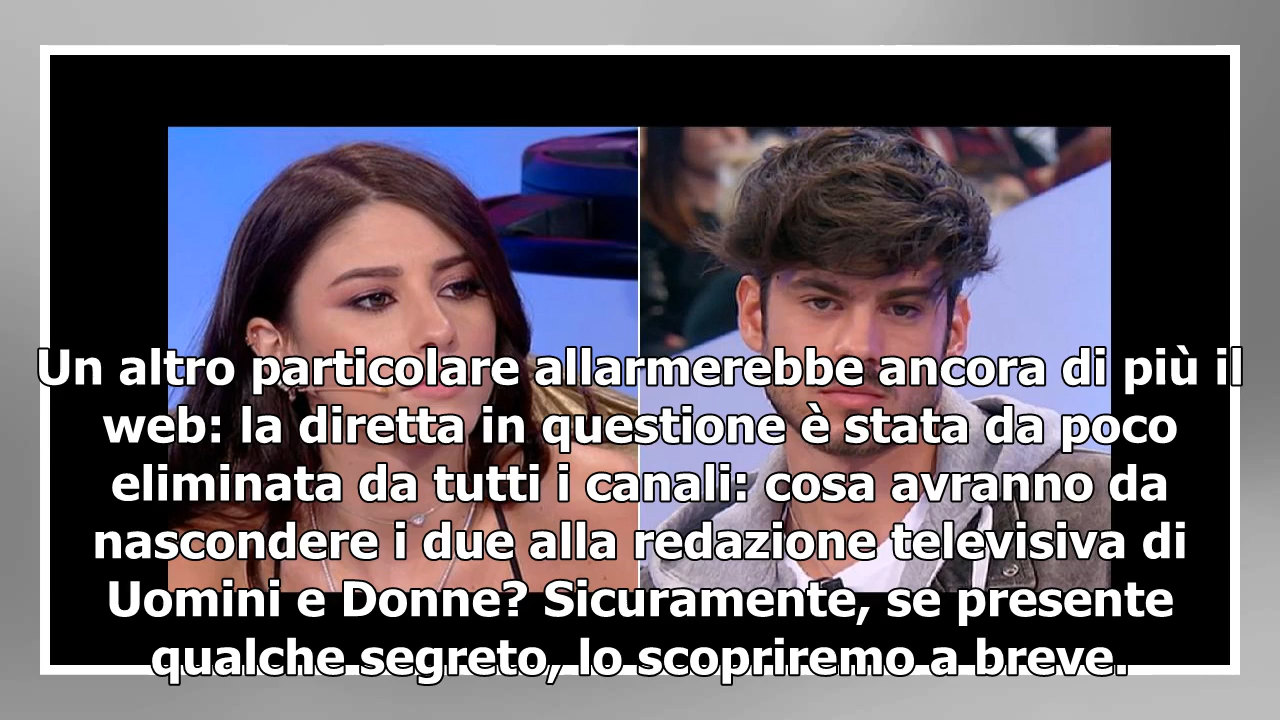 Un altro particolare allarmerebbe ancora di più il
web: la diretta in questione è stata da poco
eliminata da tutti i canali: cosa avranno da
nascondere i due alla redazione televisiva di
Uomini e Donne? Sicuramente, se presente
qualche segreto, lo scopriremo a breve.